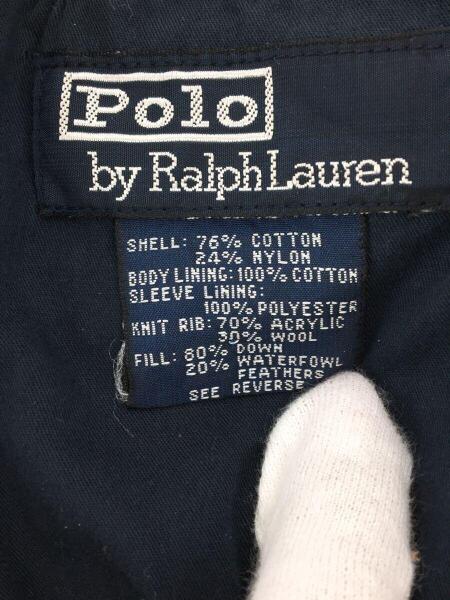 Polo
by Ralph Lauren
SHELL: 76% COTTON
24% NYLON
BODY LINING: 100% COTTON
SLEEVE LINING:
100% POLYESTER
KNIT RIB: 70% ACRYLIC
30% WOOL
FILL: 80% DOWN
20% WATERFOWL
FEATHERS
SEE REVERSE